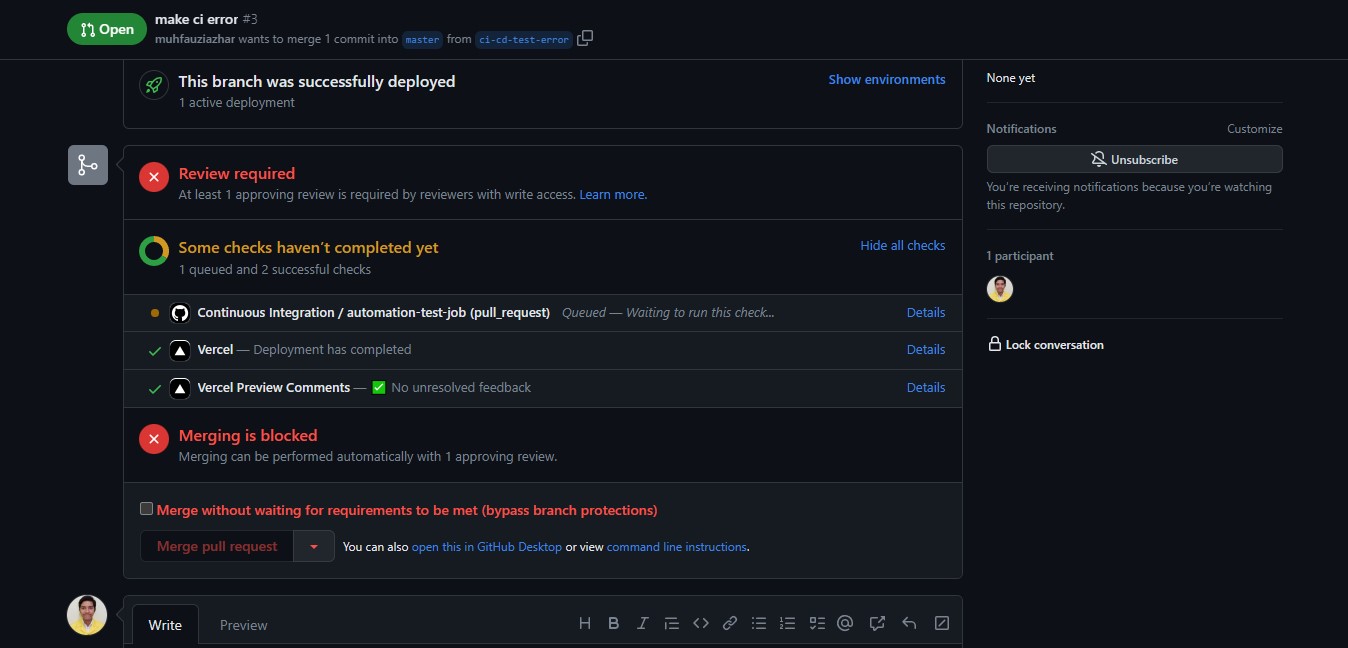 Open
make ci error #3
muhfauziazhar wants to merge 1 commit into master from ci-cd-test-error
This branch was successfully deployed
Show environments
1 active deployment
Review required
At least 1 approving review is required by reviewers with write access. Learn more.
Some checks haven't completed yet
Hide all checks
1 queued and 2 successful checks
Continuous Integration / automation-test-job (pull_request) Queued — Waiting to run this check...
Details
Vercel — Deployment has completed
Details
Vercel Preview Comments — ✅ No unresolved feedback
Details
Merging is blocked
Merging can be performed automatically with 1 approving review.
Merge without waiting for requirements to be met (bypass branch protections)
Merge pull request
You can also open this in GitHub Desktop or view command line instructions.
Write
Preview
None yet
Notifications
Customize
Unsubscribe
You're receiving notifications because you're watching
this repository.
1 participant
Lock conversation